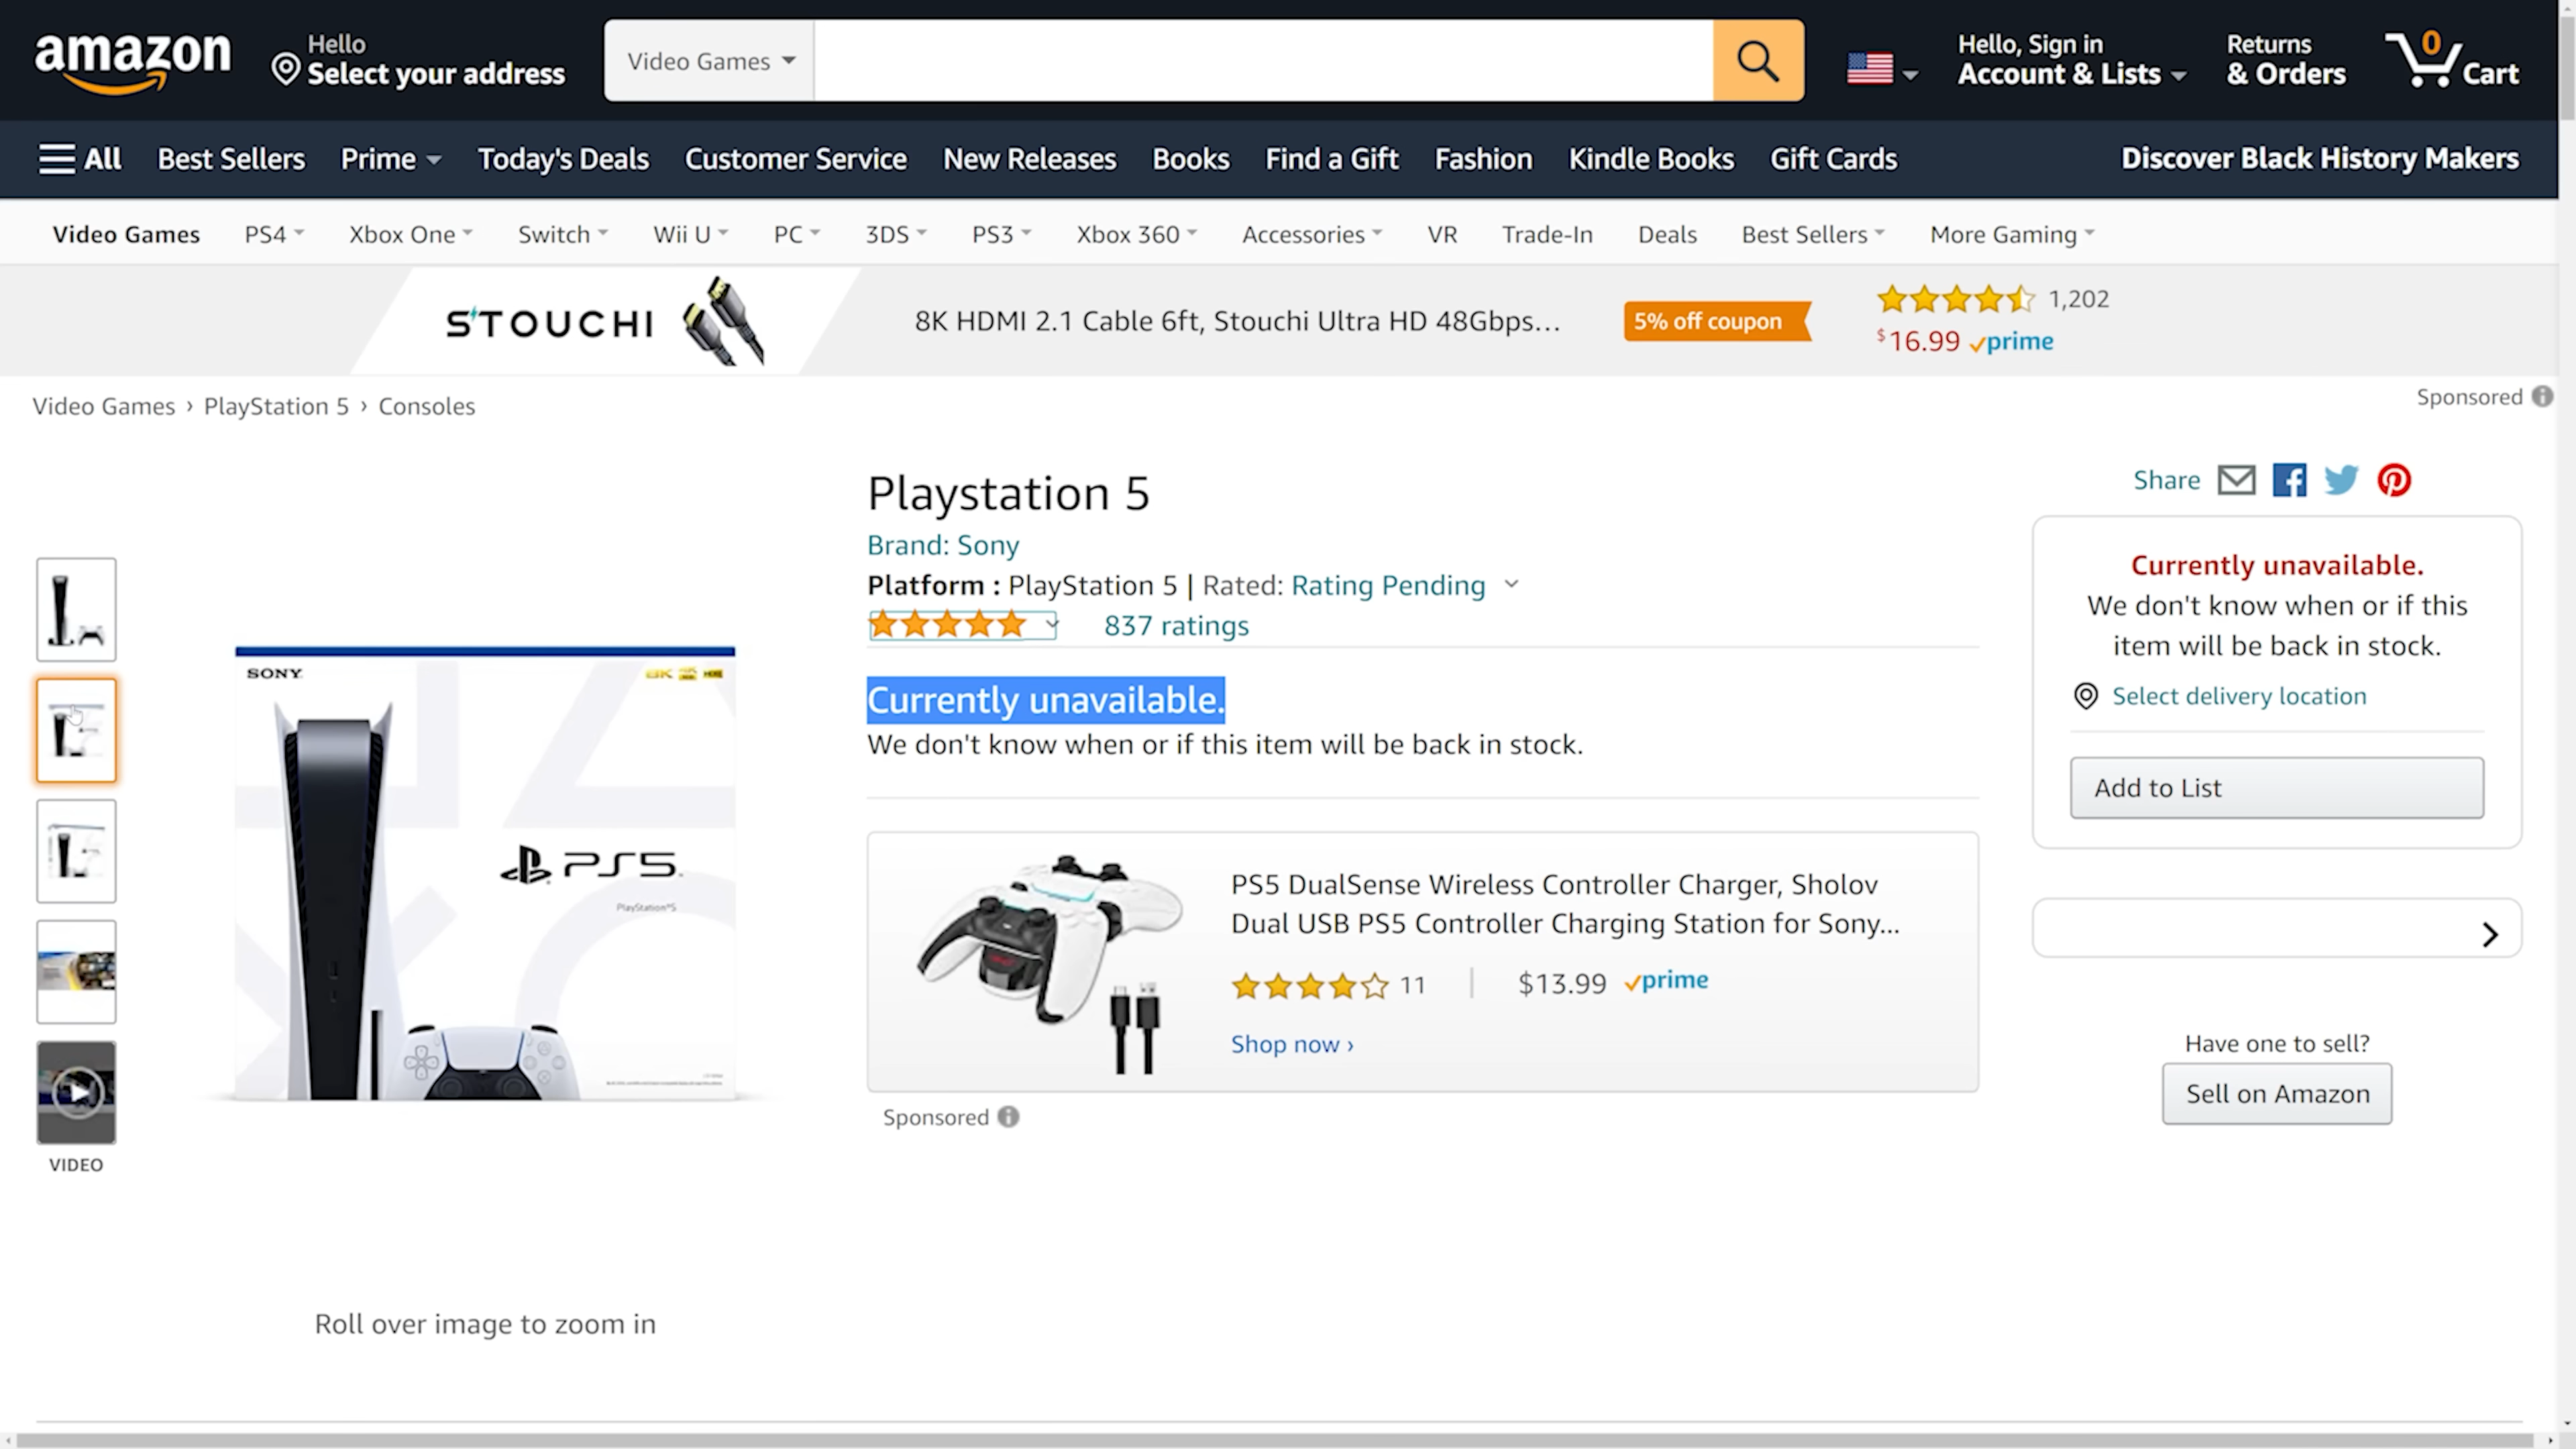 amazon
Hello
Select your address
Video Games
Hello, Sign in
Account & Lists
Returns
& Orders
0
Cart
All
Best Sellers
Prime
Today's Deals
Customer Service
New Releases
Books
Find a Gift
Fashion
Kindle Books
Gift Cards
Discover Black History Makers
Video Games
PS4
Xbox One
Switch
Wii U
PC
3DS
PS3
Xbox 360
Accessories
VR
Trade-In
Deals
Best Sellers
More Gaming
STOUCHI
8K HDMI 2.1 Cable 6ft, Stouchi Ultra HD 48Gbps...
5% off coupon
1,202
$16.99 prime
Sponsored
Video Games › PlayStation 5 › Consoles
Playstation 5
Brand: Sony
Platform : PlayStation 5 | Rated: Rating Pending
837 ratings
Currently unavailable.
We don't know when or if this item will be back in stock.
SONY
8K
PS5
PlayStation®5
VIDEO
Roll over image to zoom in
PS5 DualSense Wireless Controller Charger, Sholov
Dual USB PS5 Controller Charging Station for Sony...
11 | $13.99 prime
Shop now ›
Sponsored
Share
Currently unavailable.
We don't know when or if this
item will be back in stock.
Select delivery location
Add to List
Have one to sell?
Sell on Amazon